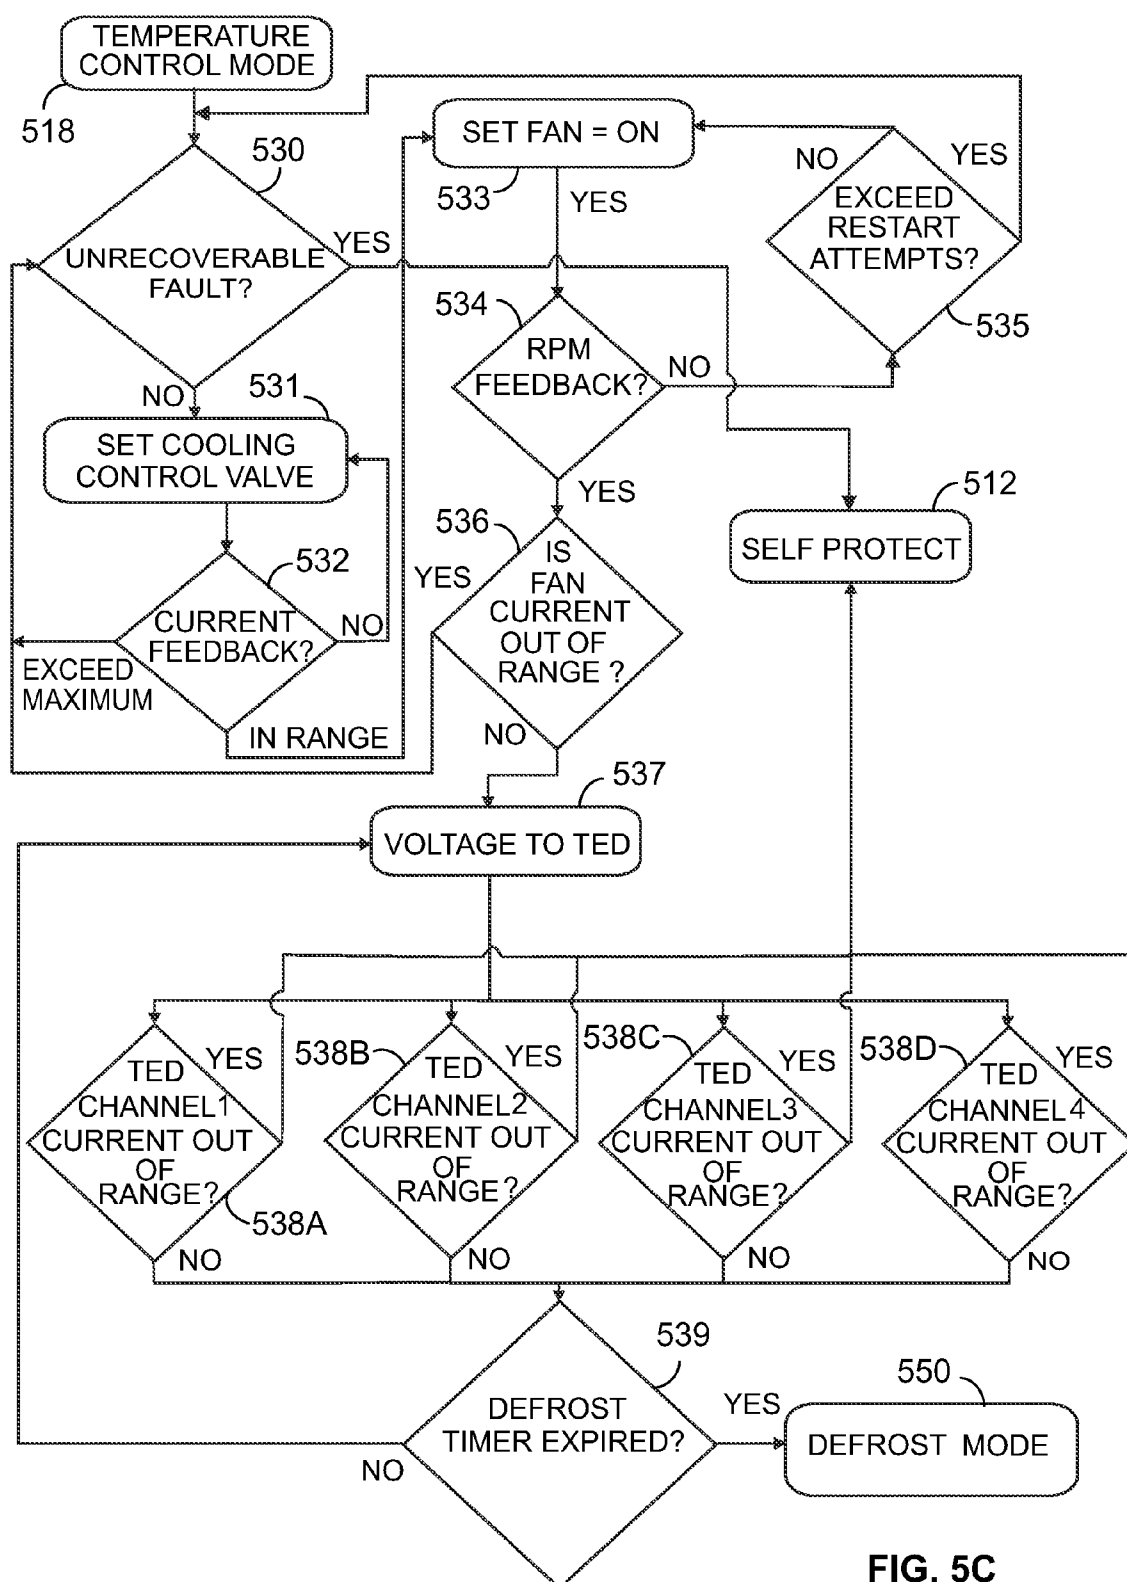 TEMPERATURE
CONTROL MODE
518
530
UNRECOVERABLE
FAULT?
YES
NO
531
SET COOLING
CONTROL VALVE
532
CURRENT
FEEDBACK?
NO
EXCEED
MAXIMUM
IN RANGE
SET FAN = ON
533
YES
NO
YES
EXCEED
RESTART
ATTEMPTS?
535
534
RPM
FEEDBACK?
NO
YES
536
IS
FAN
CURRENT
OUT OF
RANGE ?
YES
NO
512
SELF PROTECT
537
VOLTAGE TO TED
TED
CHANNEL1
CURRENT OUT
OF
RANGE?
YES
538A
NO
538B
TED
CHANNEL2
CURRENT OUT
OF
RANGE?
YES
NO
538C
TED
CHANNEL3
CURRENT OUT
OF
RANGE?
YES
NO
538D
TED
CHANNEL4
CURRENT OUT
OF
RANGE?
YES
NO
539
DEFROST
TIMER EXPIRED?
NO
YES
550
DEFROST MODE
FIG. 5C